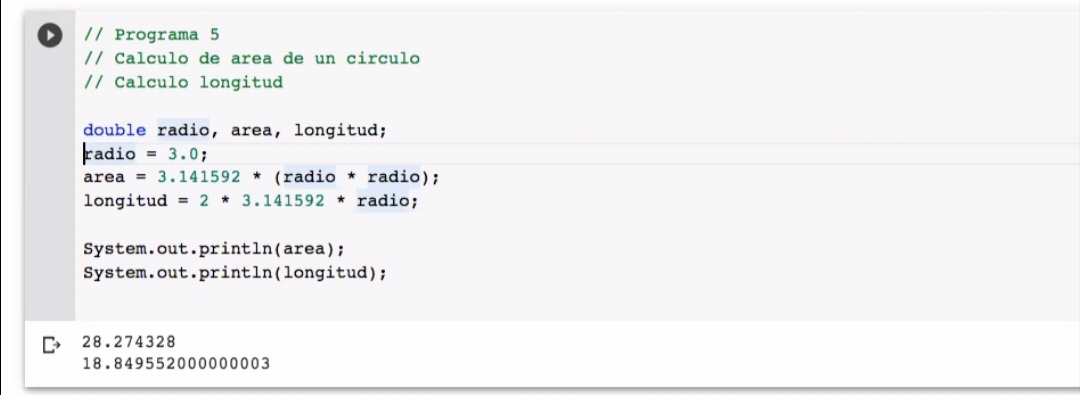 // Programa 5
// Calculo de area de un circulo
// Calculo longitud
double radio, area, longitud;
radio = 3.0;
area = 3.141592 * (radio * radio);
longitud = 2 * 3.141592 * radio;
System.out.println(area);
System.out.println(longitud);
28.274328
18.849552000000003